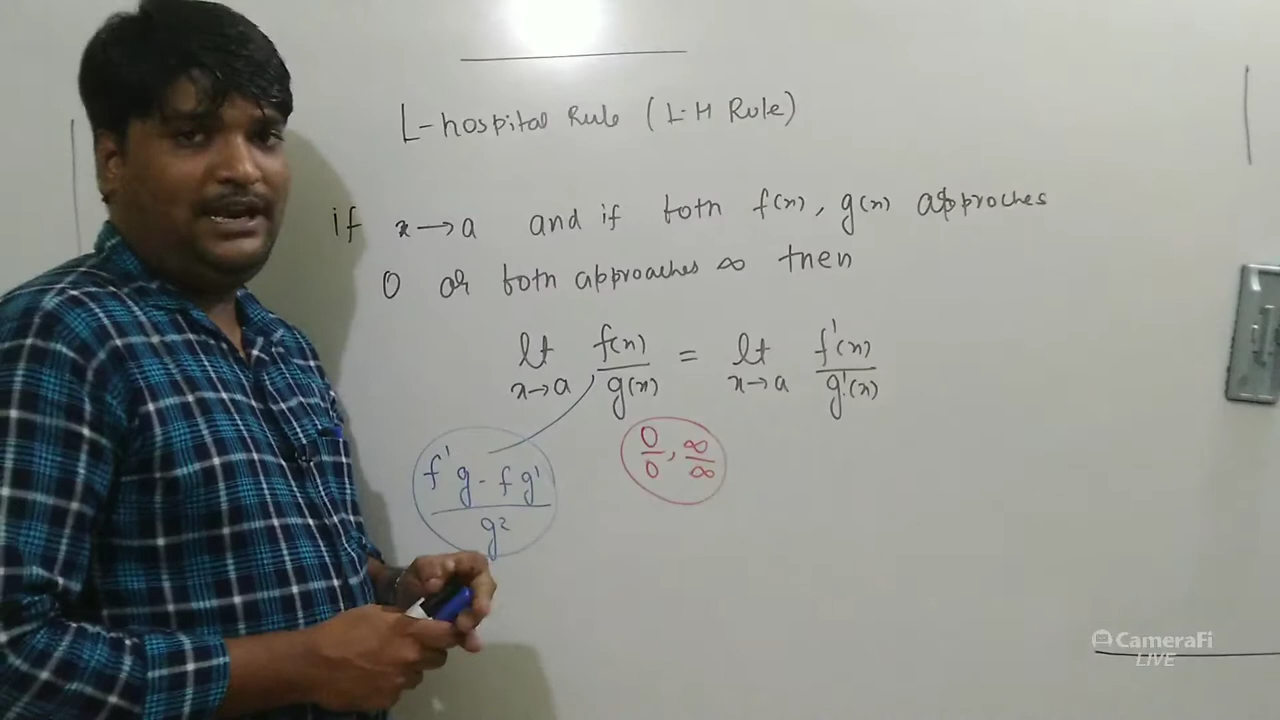 L-hospital Rule (L-H Rule)
if x→a and if both f(x), g(x) approches
0 or both approaches ∞ then
lt x→a f(x)/g(x) = lt x→a f'(x)/g'(x)
0/0, ∞/∞
f'g - fg'/g²
CameraFi
LIVE